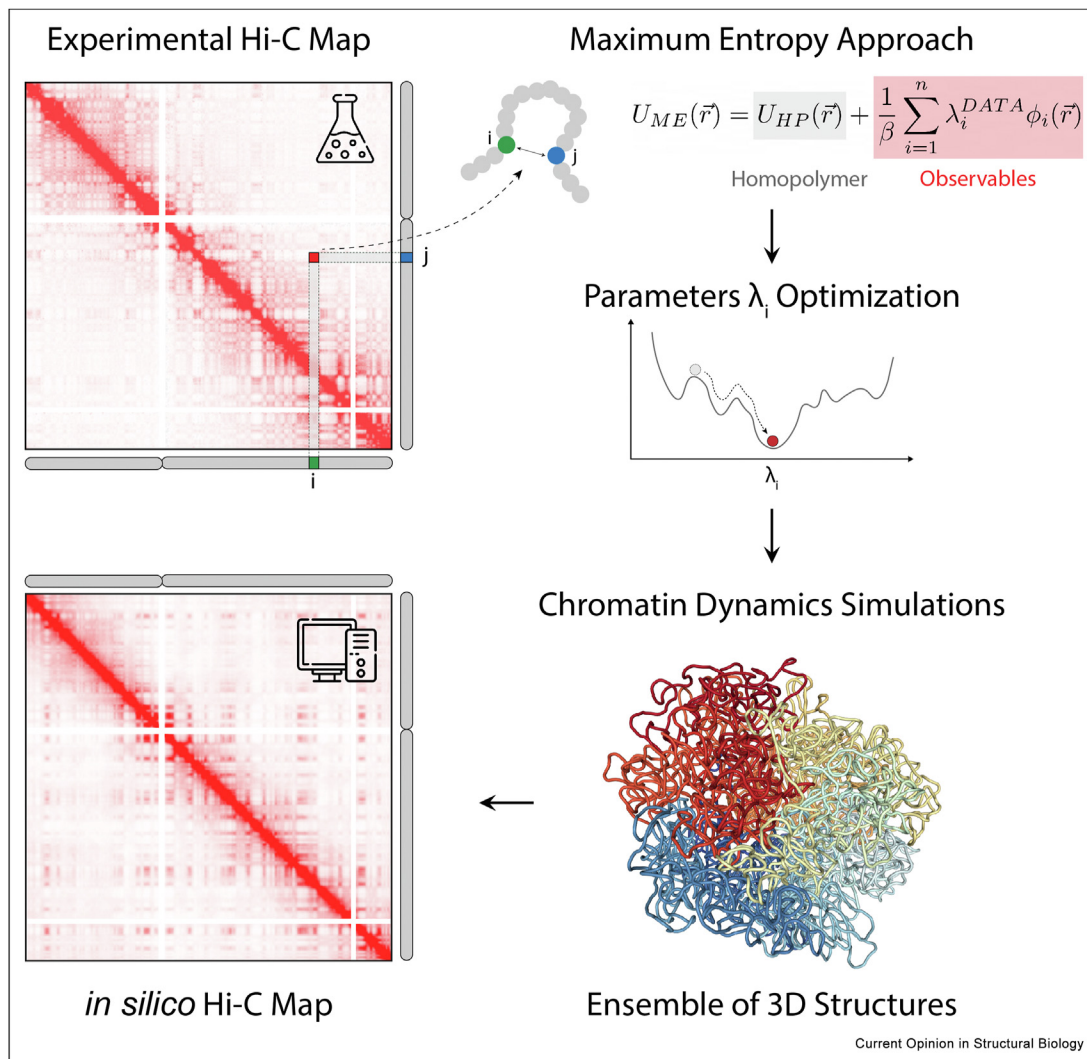 Experimental Hi-C Map
Maximum Entropy Approach
i
j
U_{ME}(\vec{r}) = U_{HP}(\vec{r}) + \frac{1}{\beta} \sum_{i=1}^{n} \lambda_i^{DATA} \phi_i(\vec{r})
Homopolymer
Observables
j
i
Parameters λ_i Optimization
λ_i
Chromatin Dynamics Simulations
in silico Hi-C Map
Ensemble of 3D Structures
Current Opinion in Structural Biology